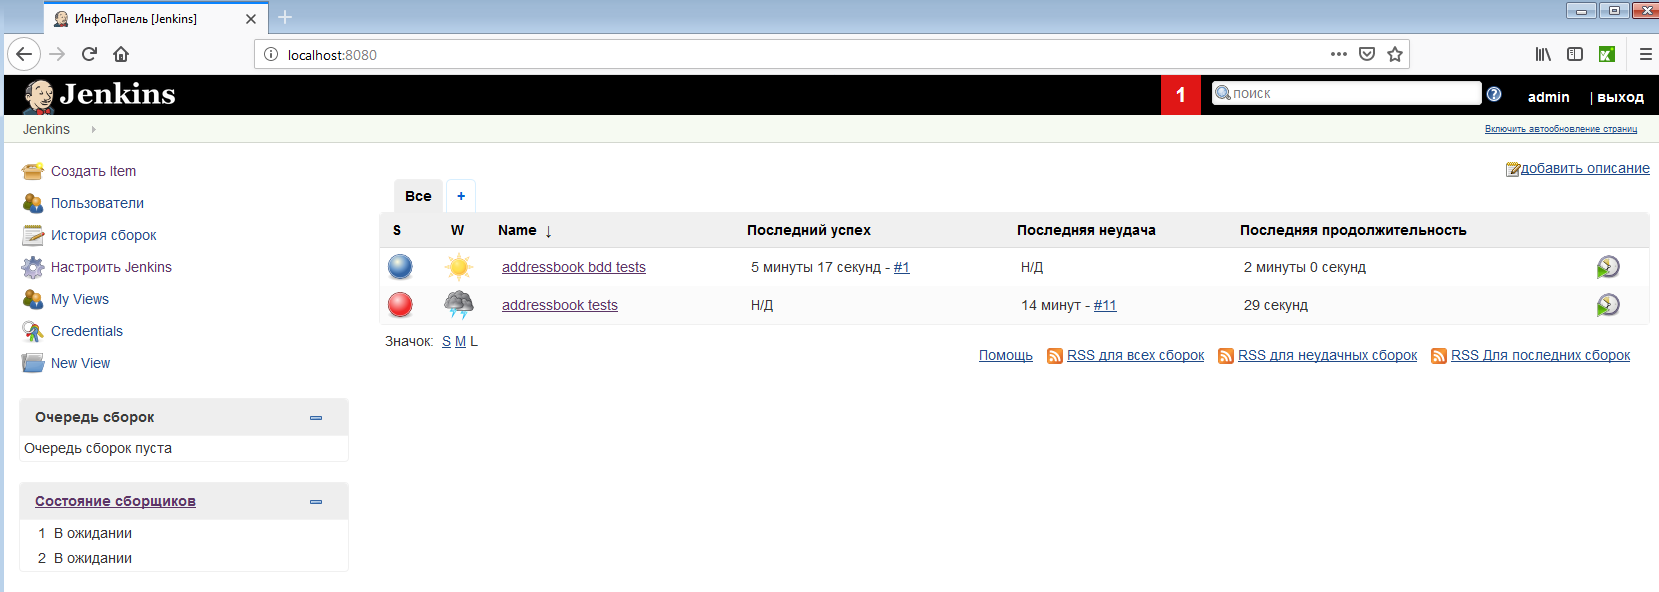 ИнфоПанель [Jenkins]
localhost:8080
Jenkins
1
поиск
admin
| выход
Jenkins
Включить автообновление страниц
Создать Item
Пользователи
История сборок
Настроить Jenkins
My Views
Credentials
New View
Очередь сборок
Очередь сборок пуста
Состояние сборщиков
1 В ожидании
2 В ожидании
добавить описание
Все +
S W Name ↓ Последний успех Последняя неудача Последняя продолжительность
addressbook bdd tests 5 минуты 17 секунд - #1 Н/Д 2 минуты 0 секунд
addressbook tests Н/Д 14 минут - #11 29 секунд
Значок: S M L
Помощь RSS для всех сборок RSS для неудачных сборок RSS Для последних сборок